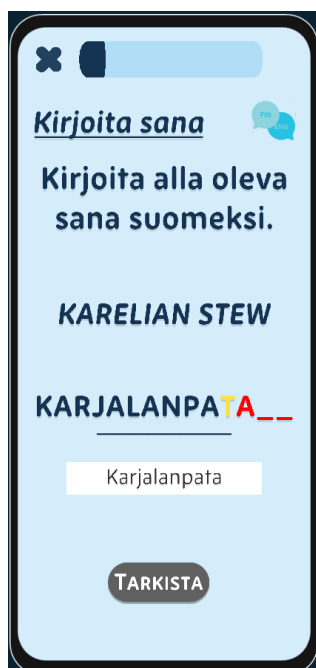 Kirjoita sana
FIN
ENG
Kirjoita alla oleva
sana suomeksi.
KARELIAN STEW
KARJALANPATA__
Karjalanpata
TARKISTA